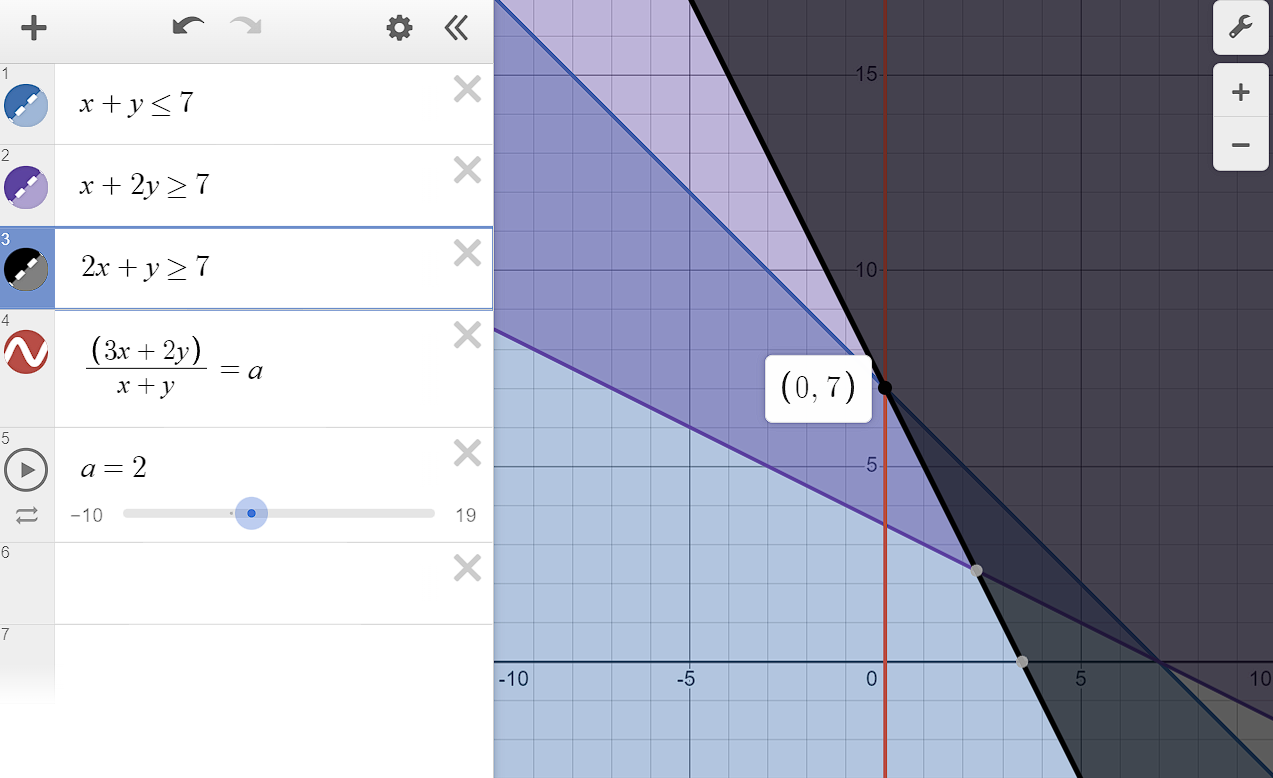 1
x + y ≤ 7
2
x + 2y ≥ 7
3
2x + y ≥ 7
4
(3x + 2y)
x + y
= a
5
a = 2
−10
19
6
7
15
10
(0, 7)
5
-10
-5
0
5
10
+
−